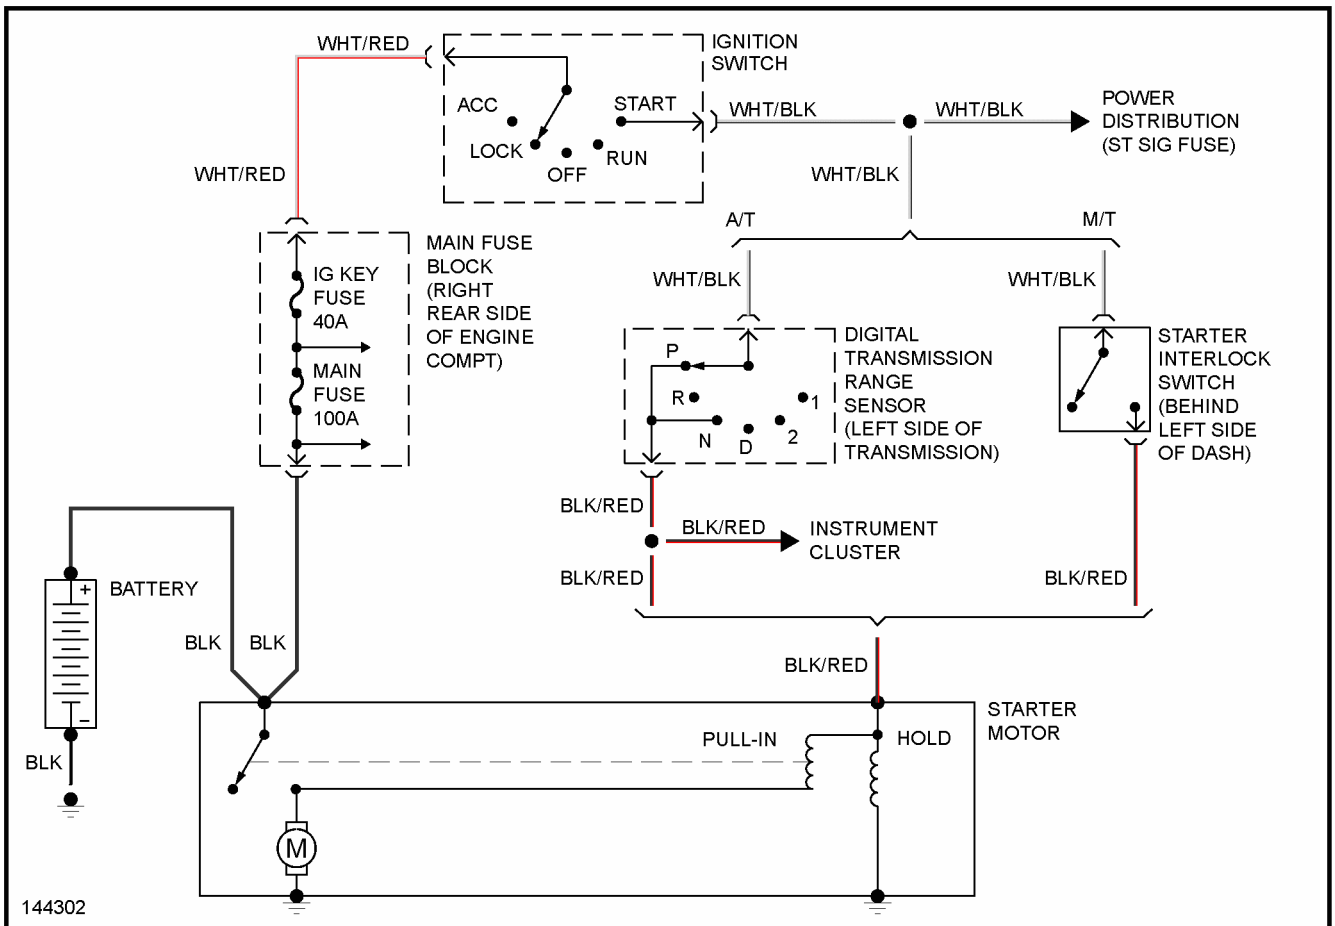 WHT/RED
IGNITION
SWITCH
ACC
START
LOCK
RUN
OFF
WHT/BLK
WHT/BLK
POWER
DISTRIBUTION
(ST SIG FUSE)
WHT/RED
WHT/BLK
A/T
M/T
MAIN FUSE
BLOCK
(RIGHT
REAR SIDE
OF ENGINE
COMPT)
IG KEY
FUSE
40A
MAIN
FUSE
100A
WHT/BLK
WHT/BLK
P
R
N
D
2
1
DIGITAL
TRANSMISSION
RANGE
SENSOR
(LEFT SIDE OF
TRANSMISSION)
STARTER
INTERLOCK
SWITCH
(BEHIND
LEFT SIDE
OF DASH)
BLK/RED
BLK/RED
INSTRUMENT
CLUSTER
BLK/RED
BLK/RED
+
BATTERY
−
BLK
BLK
BLK
BLK/RED
STARTER
MOTOR
PULL-IN
HOLD
M
144302